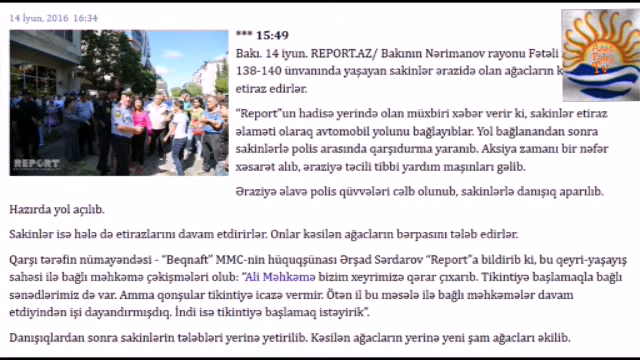 14 İyun, 2016 16:34
*** 15:49
Bakı. 14 iyun. REPORT.AZ/ Bakının Nərimanov rayonu Fətəli
138-140 ünvanında yaşayan sakinlər ərazidə olan ağacların k
etiraz edirlər.
"Report"un hadisə yerində olan müxbiri xəbər verir ki, sakinlər etiraz
əlaməti olaraq avtomobil yolunu bağlayıblar. Yol bağlanandan sonra
sakinlərlə polis arasında qarşıdurma yaranıb. Aksiya zamanı bir nəfər
xəsarət alıb, əraziyə təcili tibbi yardım maşınları gəlib.
Əraziyə əlavə polis qüvvələri cəlb olunub, sakinlərlə danışıq aparılıb.
Hazırda yol açılıb.
Sakinlər isə hələ də etirazlarını davam etdirirlər. Onlar kəsilən ağacların bərpasını tələb edirlər.
Qarşı tərəfin nümayəndəsi - "Beqnaft" MMC-nin hüquqşünası Ərşad Sərdarov "Report"a bildirib ki, bu qeyri-yaşayış
sahəsi ilə bağlı məhkəmə çəkişmələri olub: "Ali Məhkəmə bizim xeyrimizə qərar çıxarıb. Tikintiyə başlamaqla bağlı
sənədlərimiz də var. Amma qonşular tikintiyə icazə vermir. Ötən il bu məsələ ilə bağlı məhkəmələr davam
etdiyindən işi dayandırmışdıq. İndi isə tikintiyə başlamaq istəyirik".
Danışıqlardan sonra sakinlərin tələbləri yerinə yetirilib. Kəsilən ağacların yerinə yeni şam ağacları əkilib.
REPORT
Azad
Tv